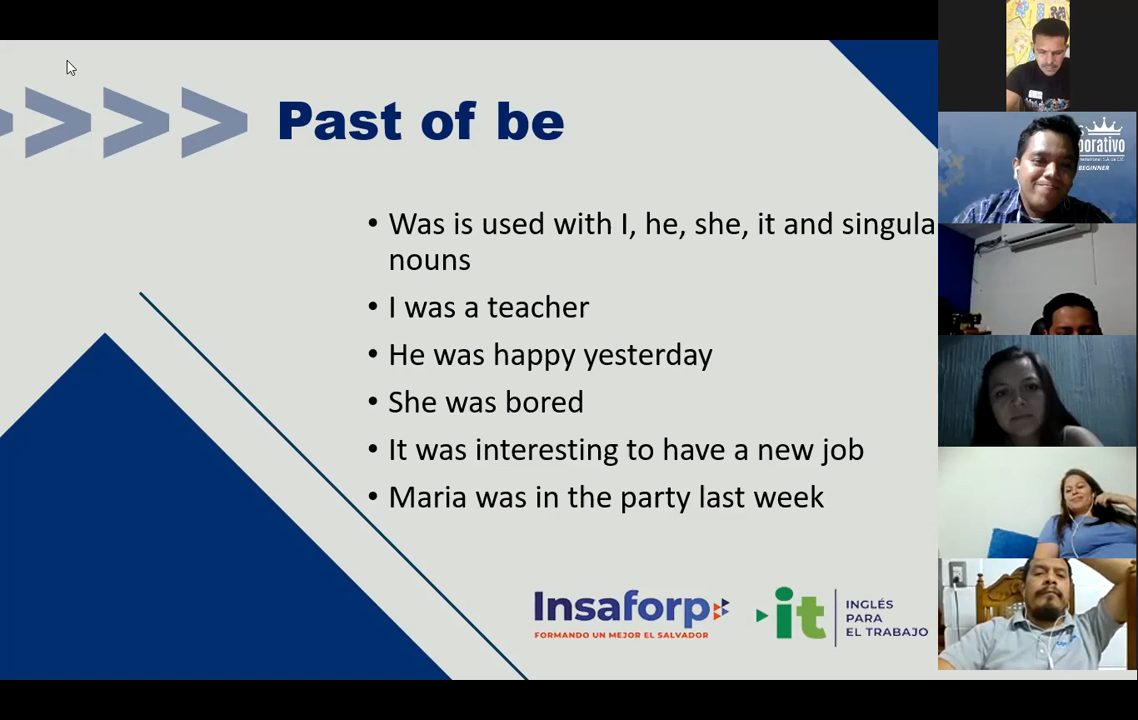 Past of be
• Was is used with I, he, she, it and singula
nouns
• I was a teacher
• He was happy yesterday
• She was bored
• It was interesting to have a new job
• Maria was in the party last week
Insaforp
FORMANDO UN MEJOR EL SALVADOR
it
INGLÉS
PARA
EL TRABAJO
porativo
BEGINNER